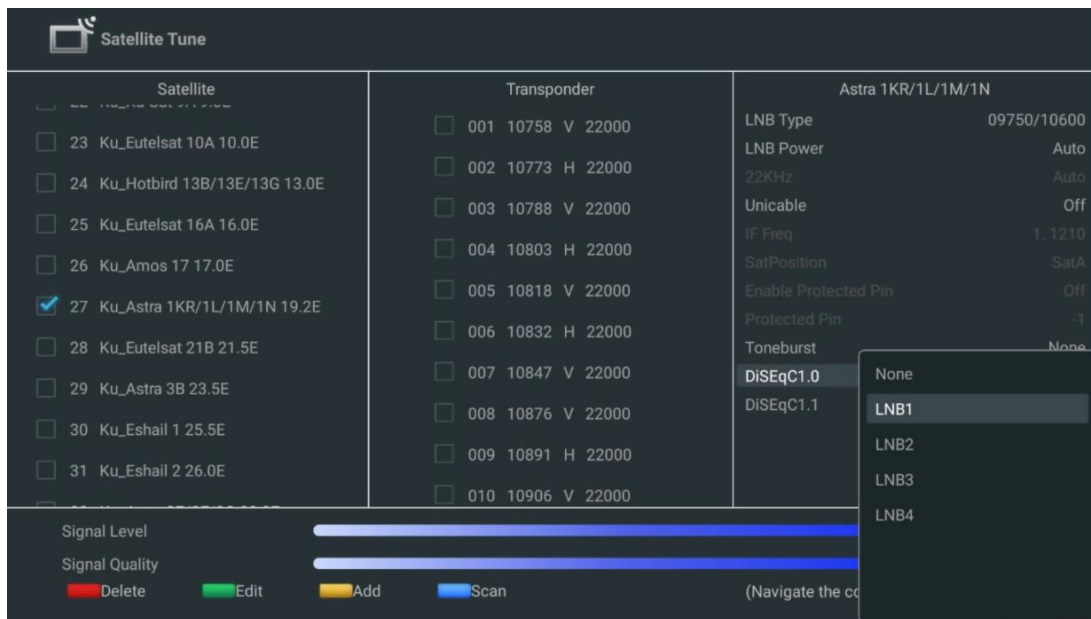 Satellite Tune
Satellite
23 Ku_Eutelsat 10A 10.0E
24 Ku_Hotbird 13B/13E/13G 13.0E
25 Ku_Eutelsat 16A 16.0E
26 Ku_Amos 17 17.0E
27 Ku_Astra 1KR/1L/1M/1N 19.2E
28 Ku_Eutelsat 21B 21.5E
29 Ku_Astra 3B 23.5E
30 Ku_Eshail 1 25.5E
31 Ku_Eshail 2 26.0E
Transponder
001 10758 V 22000
002 10773 H 22000
003 10788 V 22000
004 10803 H 22000
005 10818 V 22000
006 10832 H 22000
007 10847 V 22000
008 10876 V 22000
009 10891 H 22000
010 10906 V 22000
Astra 1KR/1L/1M/1N
LNB Type 09750/10600
LNB Power Auto
22KHz Auto
Unicable Off
IF Freq 1. 1210
SatPosition SatA
Enable Protected Pin Off
Protected Pin -1
Toneburst None
DiSEqC1.0
DiSEqC1.1
None
LNB1
LNB2
LNB3
LNB4
Signal Level
Signal Quality
Delete Edit Add Scan (Navigate the